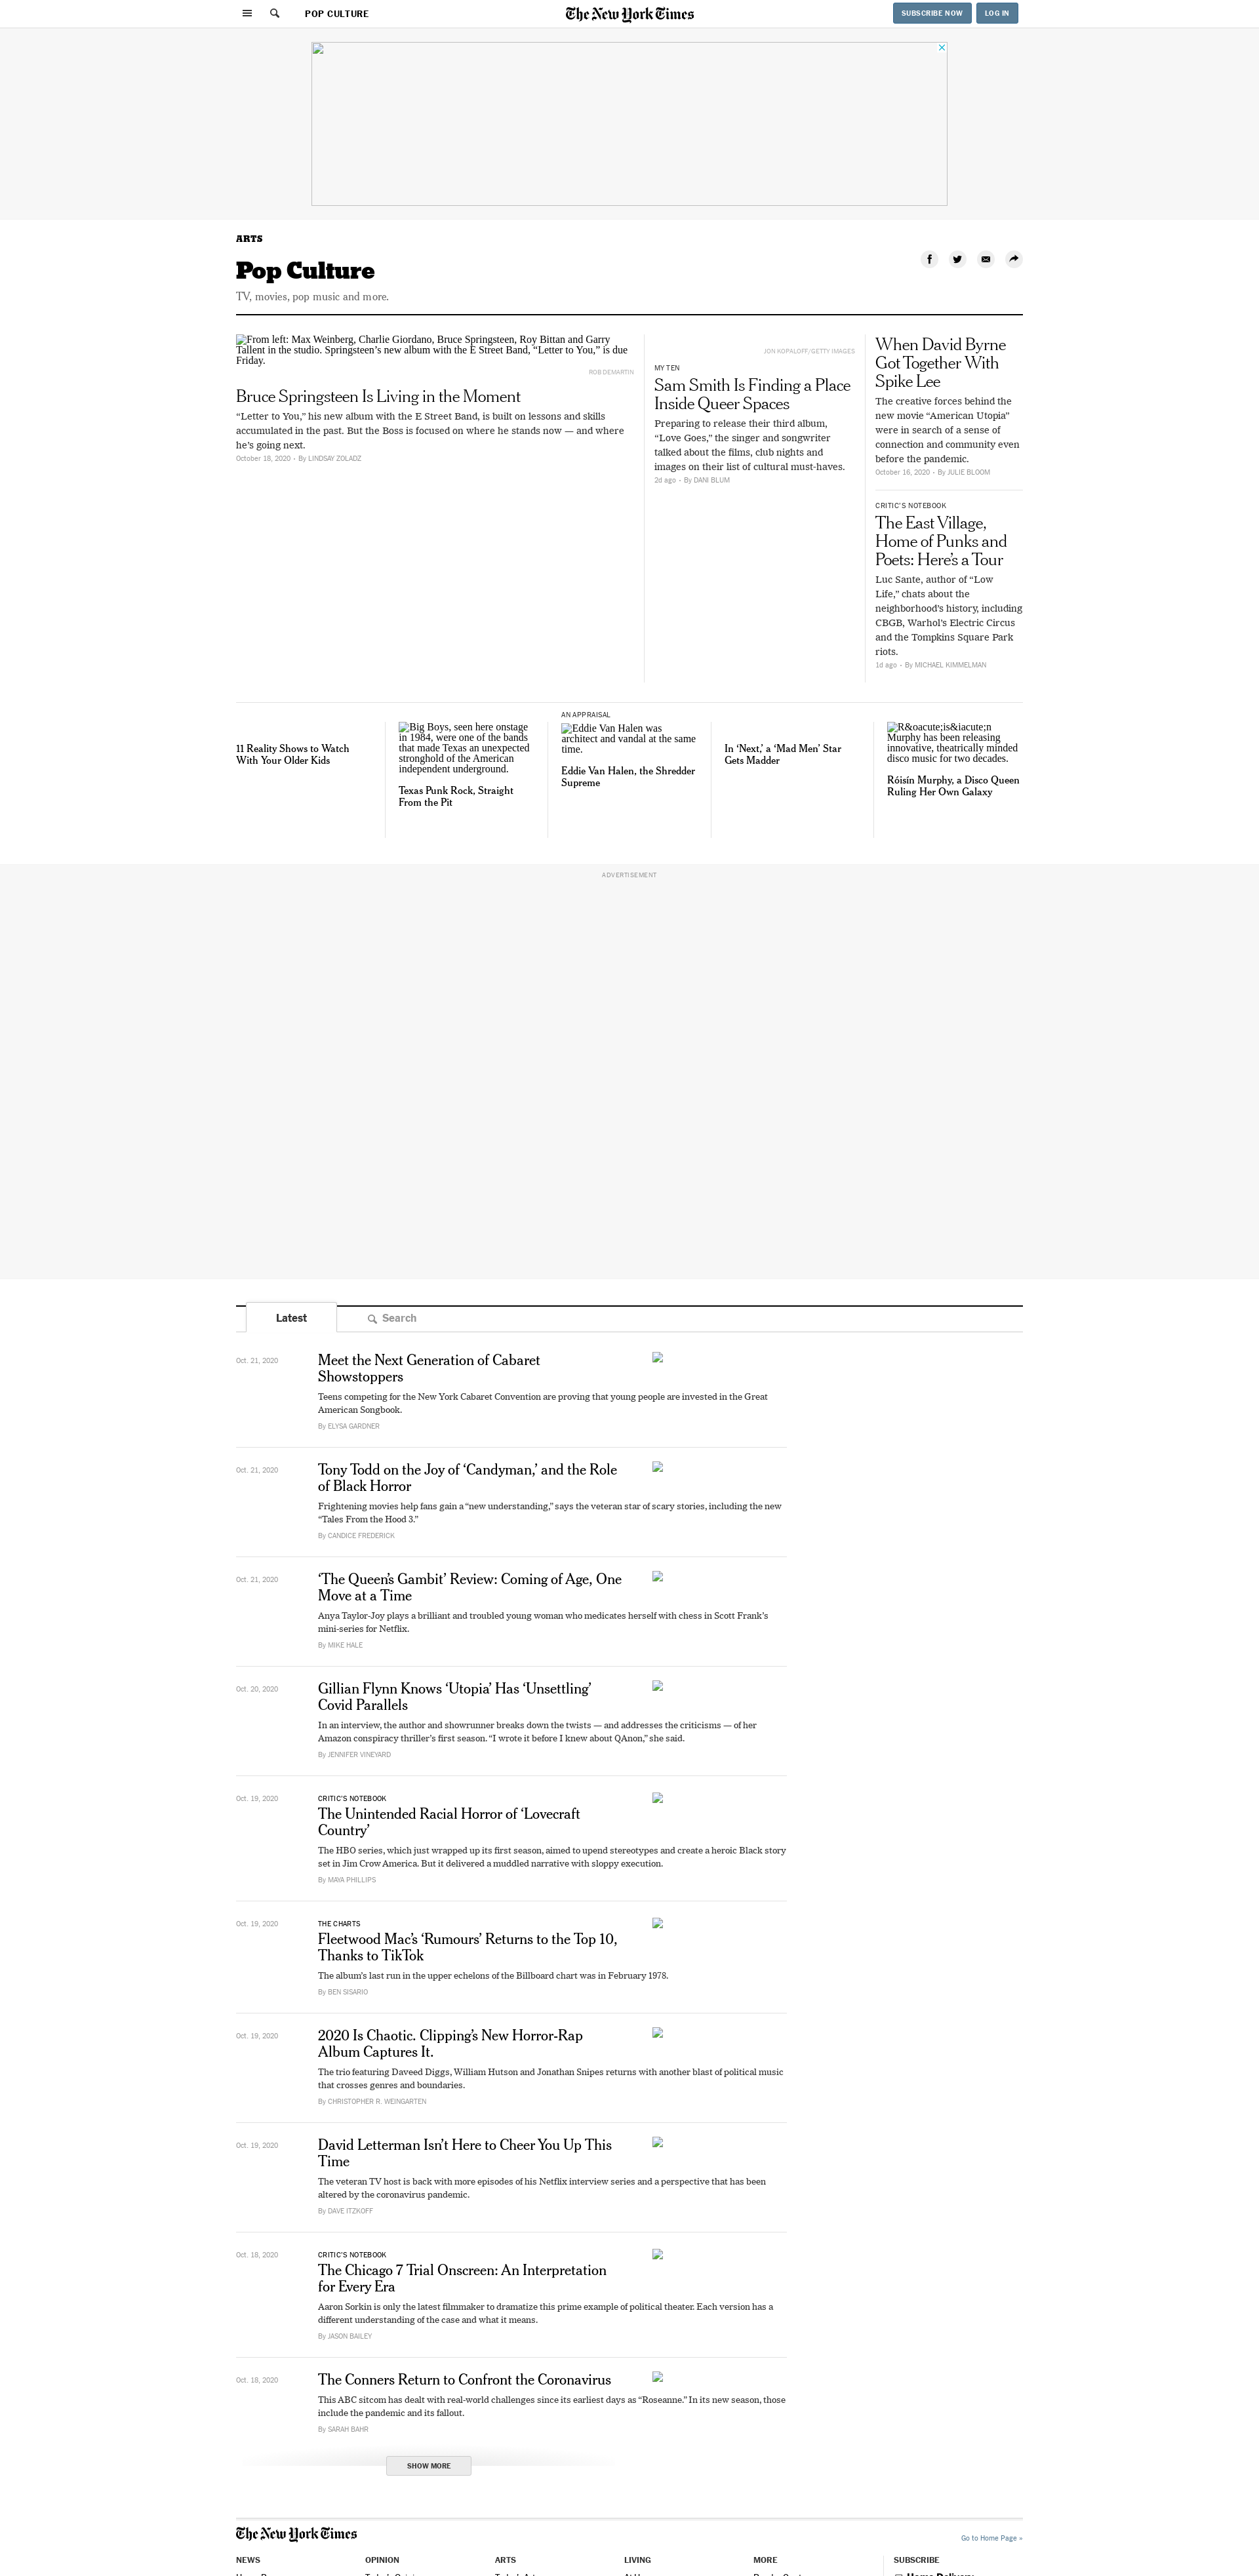 POP CULTURE
The New York Times
SUBSCRIBE NOW
LOG IN
ARTS
Pop Culture
TV, movies, pop music and more.
From left: Max Weinberg, Charlie Giordano, Bruce Springsteen, Roy Bittan and Garry
Tallent in the studio. Springsteen's new album with the E Street Band, “Letter to You,” is due
Friday.
ROB DEMARTIN
Bruce Springsteen Is Living in the Moment
“Letter to You,” his new album with the E Street Band, is built on lessons and skills
accumulated in the past. But the Boss is focused on where he stands now — and where
he’s going next.
October 18, 2020 • By LINDSAY ZOLADZ
JON KOPALOFF/GETTY IMAGES
MY TEN
Sam Smith Is Finding a Place
Inside Queer Spaces
Preparing to release their third album,
“Love Goes,” the singer and songwriter
talked about the films, club nights and
images on their list of cultural must-haves.
2d ago • By DANI BLUM
When David Byrne
Got Together With
Spike Lee
The creative forces behind the
new movie “American Utopia”
were in search of a sense of
connection and community even
before the pandemic.
October 16, 2020 • By JULIE BLOOM
CRITIC’S NOTEBOOK
The East Village,
Home of Punks and
Poets: Here’s a Tour
Luc Sante, author of “Low
Life,” chats about the
neighborhood’s history, including
CBGB, Warhol’s Electric Circus
and the Tompkins Square Park
riots.
1d ago • By MICHAEL KIMMELMAN
11 Reality Shows to Watch
With Your Older Kids
Big Boys, seen here onstage
in 1984, were one of the bands
that made Texas an unexpected
stronghold of the American
independent underground.
Texas Punk Rock, Straight
From the Pit
AN APPRAISAL
Eddie Van Halen was
architect and vandal at the same
time.
Eddie Van Halen, the Shredder
Supreme
In ‘Next,’ a ‘Mad Men’ Star
Gets Madder
R&oacute;is&iacute;n
Murphy has been releasing
innovative, theatrically minded
disco music for two decades.
Róisín Murphy, a Disco Queen
Ruling Her Own Galaxy
ADVERTISEMENT
Latest
Search
Oct. 21, 2020
Meet the Next Generation of Cabaret
Showstoppers
Teens competing for the New York Cabaret Convention are proving that young people are invested in the Great
American Songbook.
By ELYSA GARDNER
Oct. 21, 2020
Tony Todd on the Joy of ‘Candyman,’ and the Role
of Black Horror
Frightening movies help fans gain a “new understanding,” says the veteran star of scary stories, including the new
“Tales From the Hood 3.”
By CANDICE FREDERICK
Oct. 21, 2020
‘The Queen’s Gambit’ Review: Coming of Age, One
Move at a Time
Anya Taylor-Joy plays a brilliant and troubled young woman who medicates herself with chess in Scott Frank’s
mini-series for Netflix.
By MIKE HALE
Oct. 20, 2020
Gillian Flynn Knows ‘Utopia’ Has ‘Unsettling’
Covid Parallels
In an interview, the author and showrunner breaks down the twists — and addresses the criticisms — of her
Amazon conspiracy thriller’s first season. “I wrote it before I knew about QAnon,” she said.
By JENNIFER VINEYARD
Oct. 19, 2020
CRITIC’S NOTEBOOK
The Unintended Racial Horror of ‘Lovecraft
Country’
The HBO series, which just wrapped up its first season, aimed to upend stereotypes and create a heroic Black story
set in Jim Crow America. But it delivered a muddled narrative with sloppy execution.
By MAYA PHILLIPS
Oct. 19, 2020
THE CHARTS
Fleetwood Mac’s ‘Rumours’ Returns to the Top 10,
Thanks to TikTok
The album’s last run in the upper echelons of the Billboard chart was in February 1978.
By BEN SISARIO
Oct. 19, 2020
2020 Is Chaotic. Clipping’s New Horror-Rap
Album Captures It.
The trio featuring Daveed Diggs, William Hutson and Jonathan Snipes returns with another blast of political music
that crosses genres and boundaries.
By CHRISTOPHER R. WEINGARTEN
Oct. 19, 2020
David Letterman Isn’t Here to Cheer You Up This
Time
The veteran TV host is back with more episodes of his Netflix interview series and a perspective that has been
altered by the coronavirus pandemic.
By DAVE ITZKOFF
Oct. 18, 2020
CRITIC’S NOTEBOOK
The Chicago 7 Trial Onscreen: An Interpretation
for Every Era
Aaron Sorkin is only the latest filmmaker to dramatize this prime example of political theater. Each version has a
different understanding of the case and what it means.
By JASON BAILEY
Oct. 18, 2020
The Conners Return to Confront the Coronavirus
This ABC sitcom has dealt with real-world challenges since its earliest days as “Roseanne.” In its new season, those
include the pandemic and its fallout.
By SARAH BAHR
SHOW MORE
The New York Times
Go to Home Page »
NEWS
OPINION
ARTS
LIVING
MORE
SUBSCRIBE